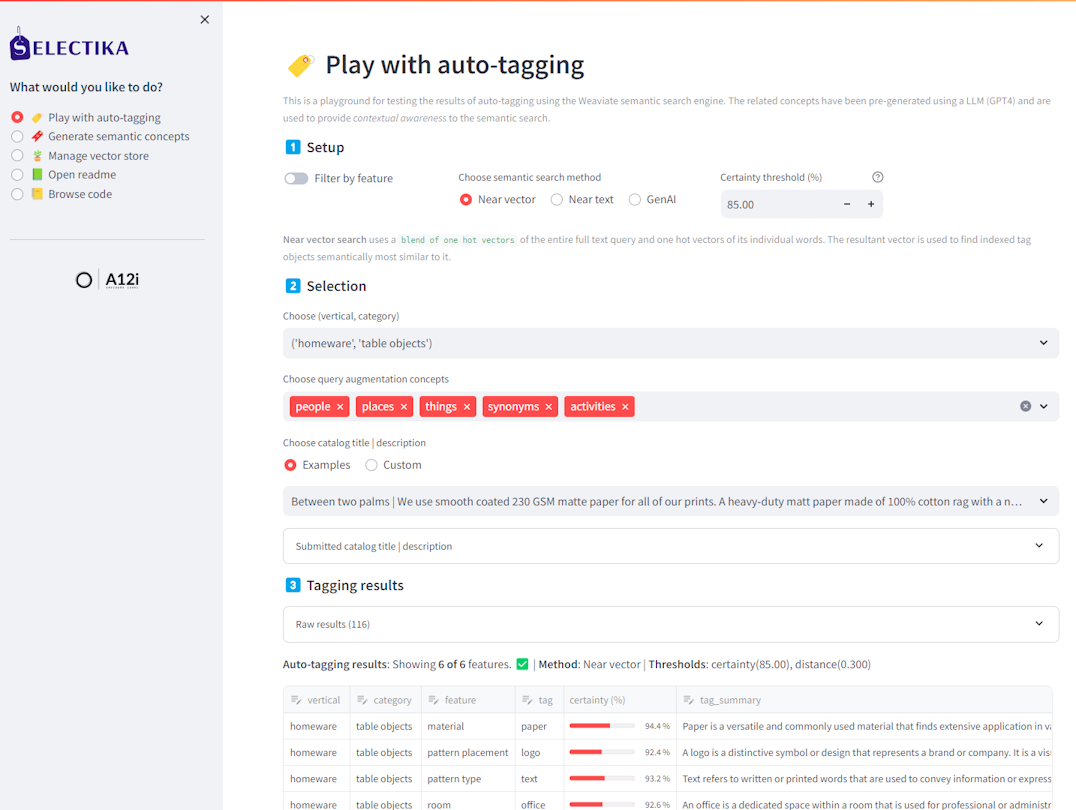 SELECTIKA
What would you like to do?
Play with auto-tagging
Generate semantic concepts
Manage vector store
Open readme
Browse code
A12i
Play with auto-tagging
This is a playground for testing the results of auto-tagging using the Weaviate semantic search engine. The related concepts have been pre-generated using a LLM (GPT4) and are
used to provide contextual awareness to the semantic search.
1 Setup
Filter by feature
Choose semantic search method
Near vector Near text GenAI
Certainty threshold (%)
85.00
Near vector search uses a blend of one hot vectors of the entire full text query and one hot vectors of its individual words. The resultant vector is used to find indexed tag
objects semantically most similar to it.
2 Selection
Choose (vertical, category)
('homeware', 'table objects')
Choose query augmentation concepts
people places things synonyms activities
Choose catalog title | description
Examples Custom
Between two palms | We use smooth coated 230 GSM matte paper for all of our prints. A heavy-duty matt paper made of 100% cotton rag with a n...
Submitted catalog title | description
3 Tagging results
Raw results (116)
Auto-tagging results: Showing 6 of 6 features. ✅ | Method: Near vector | Thresholds: certainty(85.00), distance(0.300)
vertical category feature tag certainty (%) tag_summary
homeware table objects material paper 94.4 % Paper is a versatile and commonly used material that finds extensive application in v
homeware table objects pattern placement logo 92.4 % A logo is a distinctive symbol or design that represents a brand or company. It is a vis
homeware table objects pattern type text 93.2 % Text refers to written or printed words that are used to convey information or express
homeware table objects room office 92.6 % An office is a dedicated space within a room that is used for professional or administr